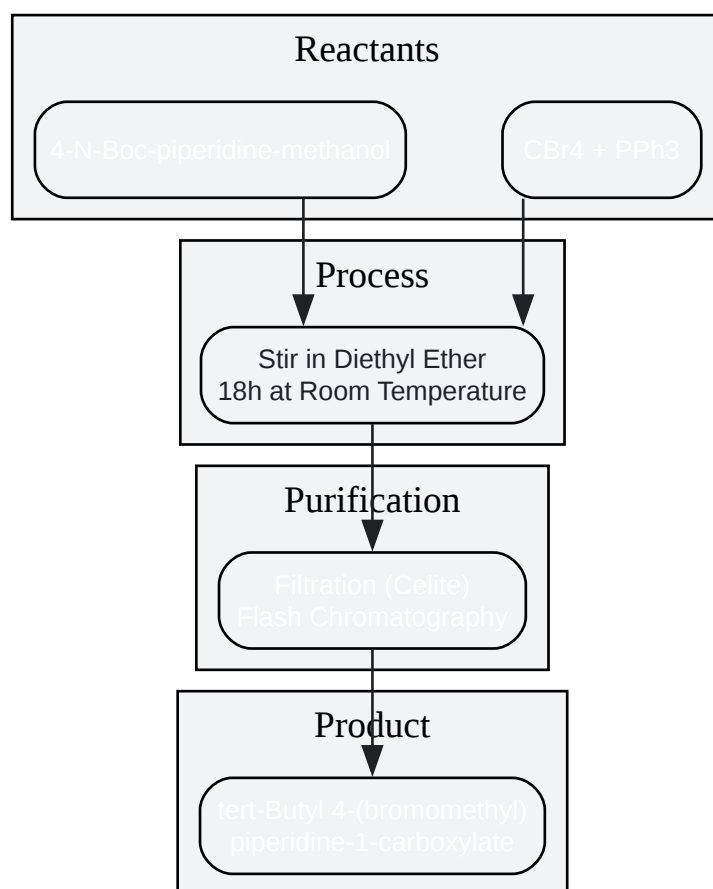 Reactants
4-N-Boc-piperidine-methanol
CBr4 + PPh3
Process
Stir in Diethyl Ether
18h at Room Temperature
Purification
Filtration (Celite)
Flash Chromatography
Product
tert-Butyl 4-(bromomethyl)
piperidine-1-carboxylate